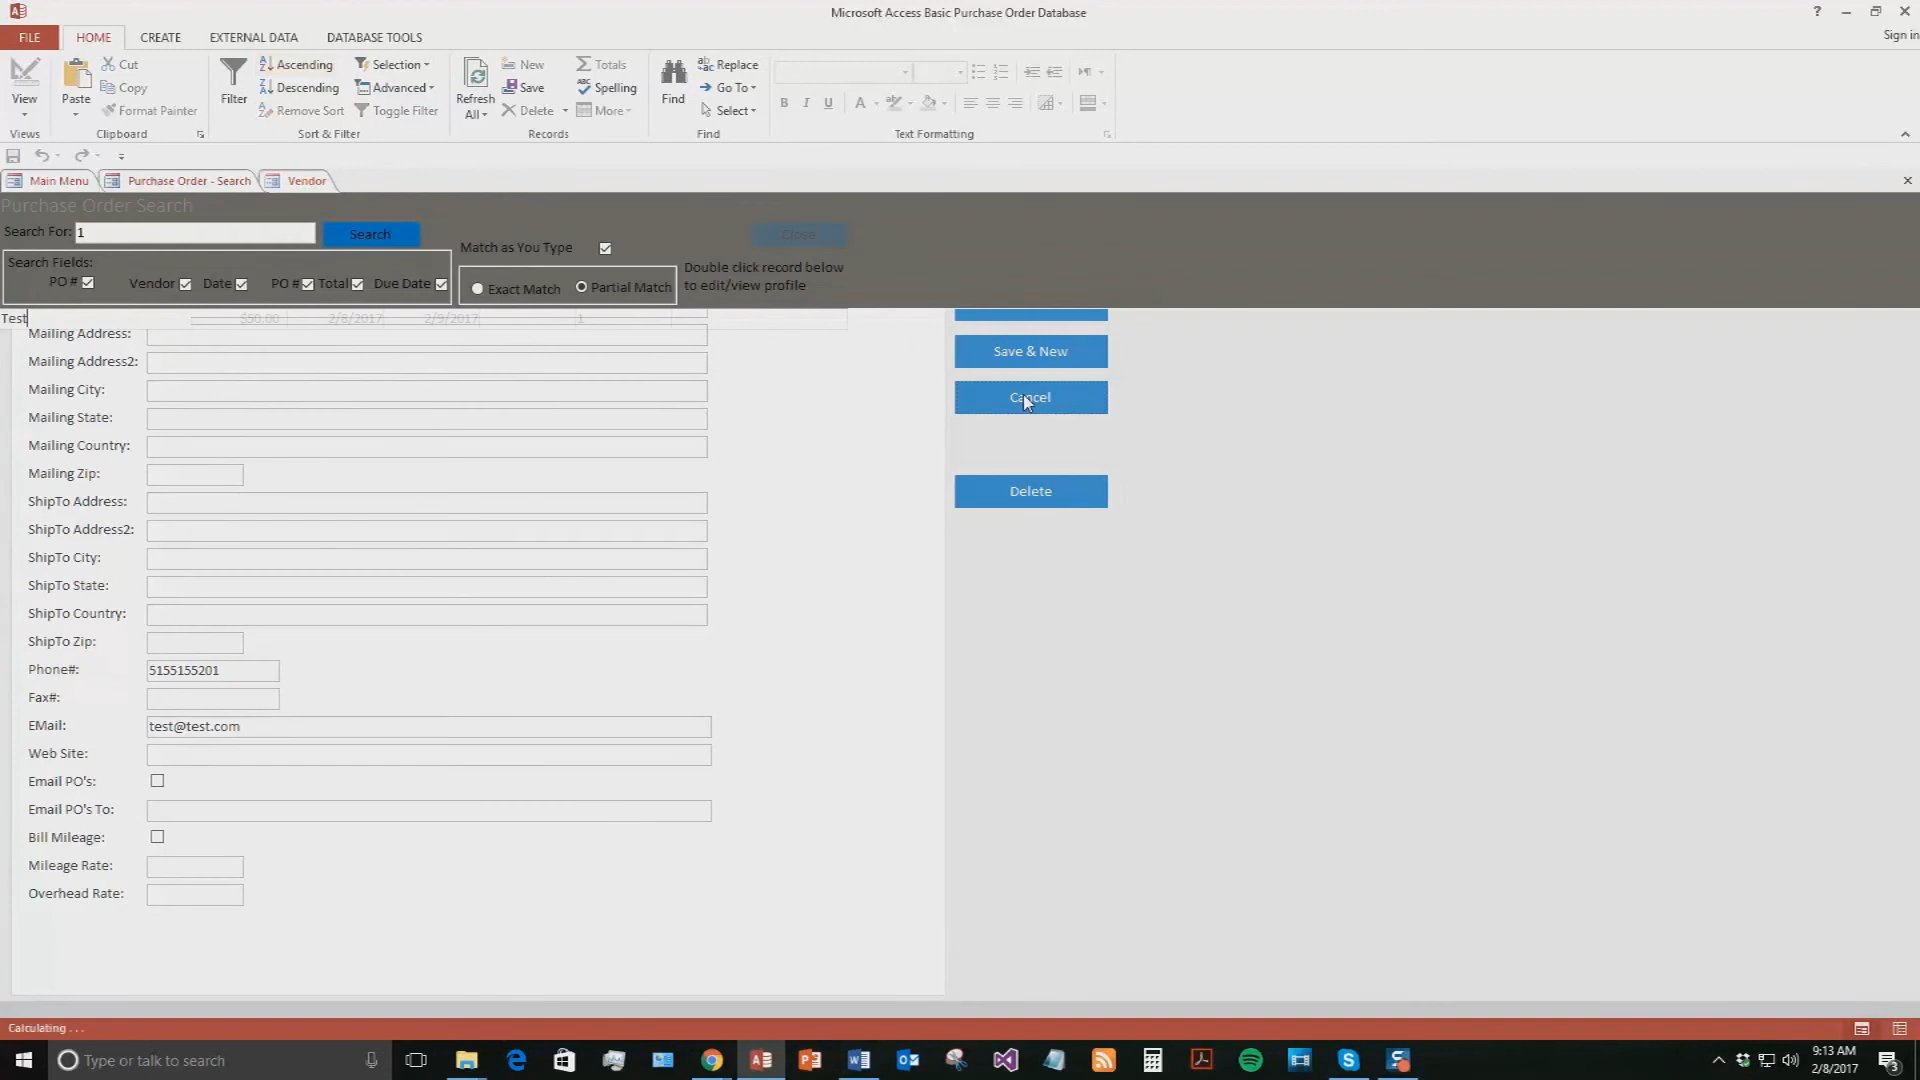 Microsoft Access Basic Purchase Order Database
?
Sign in
FILE HOME CREATE EXTERNAL DATA DATABASE TOOLS
View
Views
Paste
Cut
Copy
Format Painter
Clipboard
Filter
Ascending
Descending
Remove Sort
Selection
Advanced
Toggle Filter
Sort & Filter
Refresh
All
New
Save
Delete
Totals
Spelling
More
Records
Find
Replace
Go To
Select
Find
B I U A
Text Formatting
Main Menu Purchase Order - Search Vendor
Purchase Order Search
Search For: 1 Search
Close
Match as You Type
Search Fields:
PO # Vendor Date PO # Total Due Date
Exact Match Partial Match
Double click record below
to edit/view profile
Test $50.00 2/8/2017 2/9/2017 1
Mailing Address:
Mailing Address2:
Mailing City:
Mailing State:
Mailing Country:
Mailing Zip:
ShipTo Address:
ShipTo Address2:
ShipTo City:
ShipTo State:
ShipTo Country:
ShipTo Zip:
Phone#: 5155155201
Fax#:
EMail: test@test.com
Web Site:
Email PO's:
Email PO's To:
Bill Mileage:
Mileage Rate:
Overhead Rate:
Save & New
Cancel
Delete
Calculating . . .
Type or talk to search
9:13 AM
2/8/2017
3